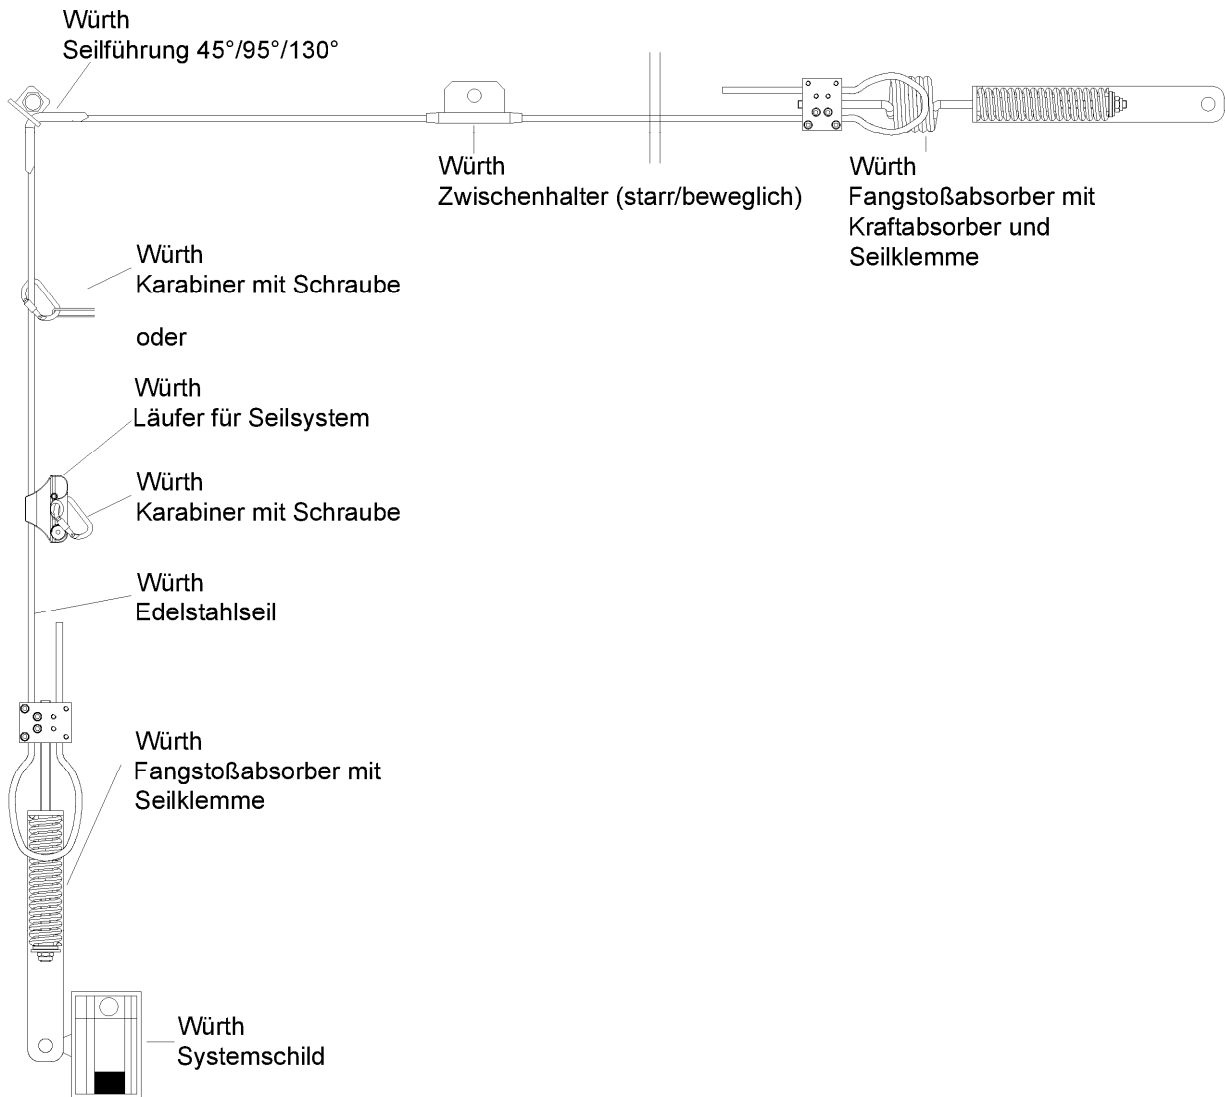 Würth
Seilführung 45°/95°/130°
Würth
Zwischenhalter (starr/beweglich)
Würth
Fangstoßabsorber mit
Kraftabsorber und
Seilklemme
Würth
Karabiner mit Schraube
oder
Würth
Läufer für Seilsystem
Würth
Karabiner mit Schraube
Würth
Edelstahlseil
Würth
Fangstoßabsorber mit
Seilklemme
Würth
Systemschild